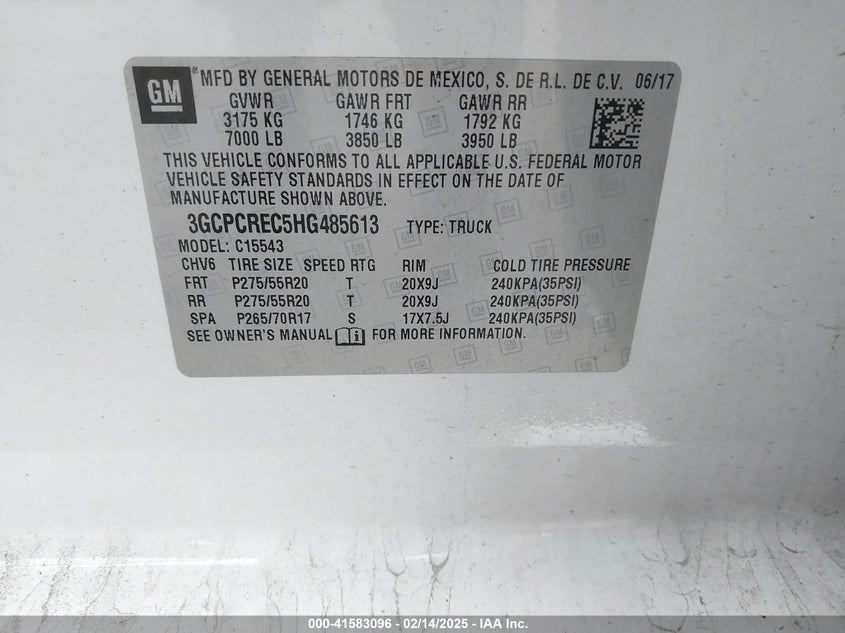 GM ® MFD BY GENERAL MOTORS DE MEXICO, S. DE R.L. DE C.V. 06/17
GVWR GAWR FRT GAWR RR
3175 KG 1746 KG 1792 KG
7000 LB 3850 LB 3950 LB
THIS VEHICLE CONFORMS TO ALL APPLICABLE U.S. FEDERAL MOTOR
VEHICLE SAFETY STANDARDS IN EFFECT ON THE DATE OF
MANUFACTURE SHOWN ABOVE.
3GCPCREC5HG485613 TYPE: TRUCK
MODEL: C15543
CHV6 TIRE SIZE SPEED RTG RIM COLD TIRE PRESSURE
FRT P275/55R20 T 20X9J 240KPA(35PSI)
RR P275/55R20 T 20X9J 240KPA(35PSI)
SPA P265/70R17 S 17X7.5J 240KPA(35PSI)
SEE OWNER'S MANUAL FOR MORE INFORMATION.
000-41583096 - 02/14/2025 - IAA Inc.